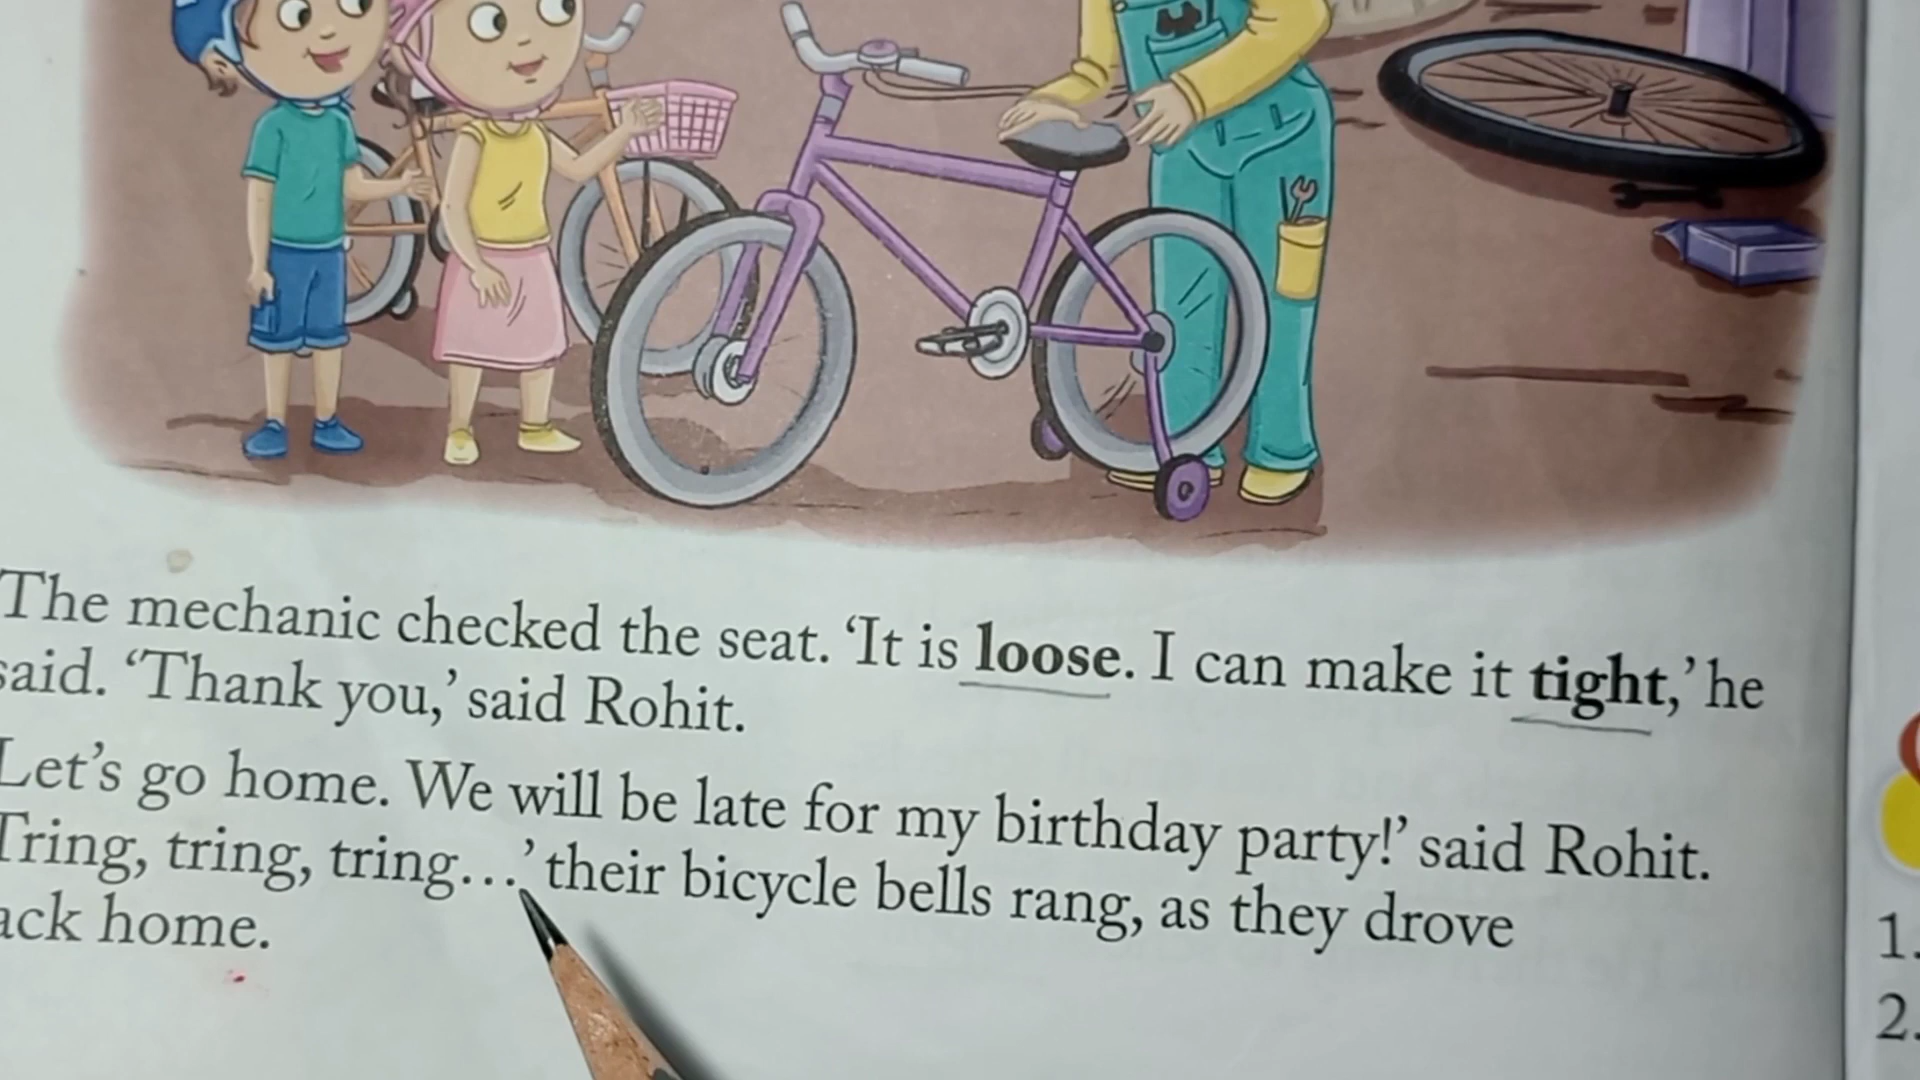 The mechanic checked the seat. ‘It is loose. I can make it tight,’ he
said. ‘Thank you,’ said Rohit.
Let’s go home. We will be late for my birthday party!’ said Rohit.
Tring, tring, tring...’ their bicycle bells rang, as they drove
ack home.
1.
2.